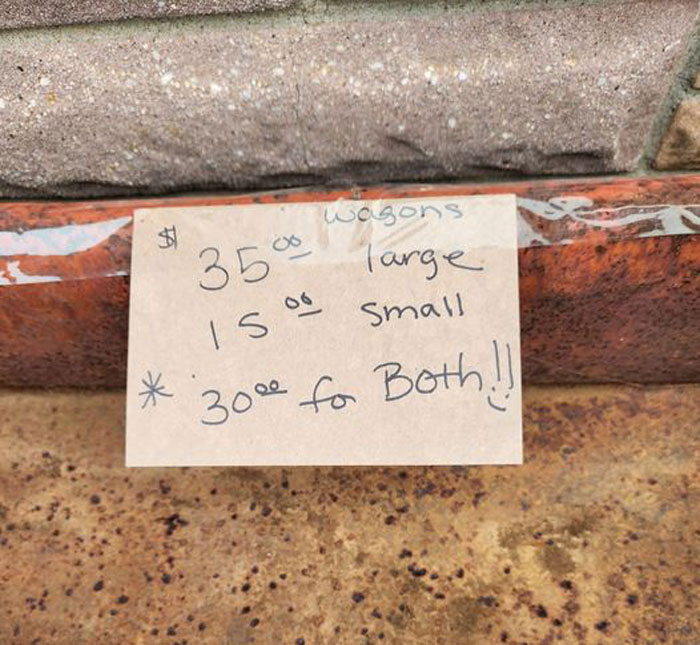 wagons
$ 35⁰⁰ large
15⁰⁰ small
* 30⁰⁰ for Both!!